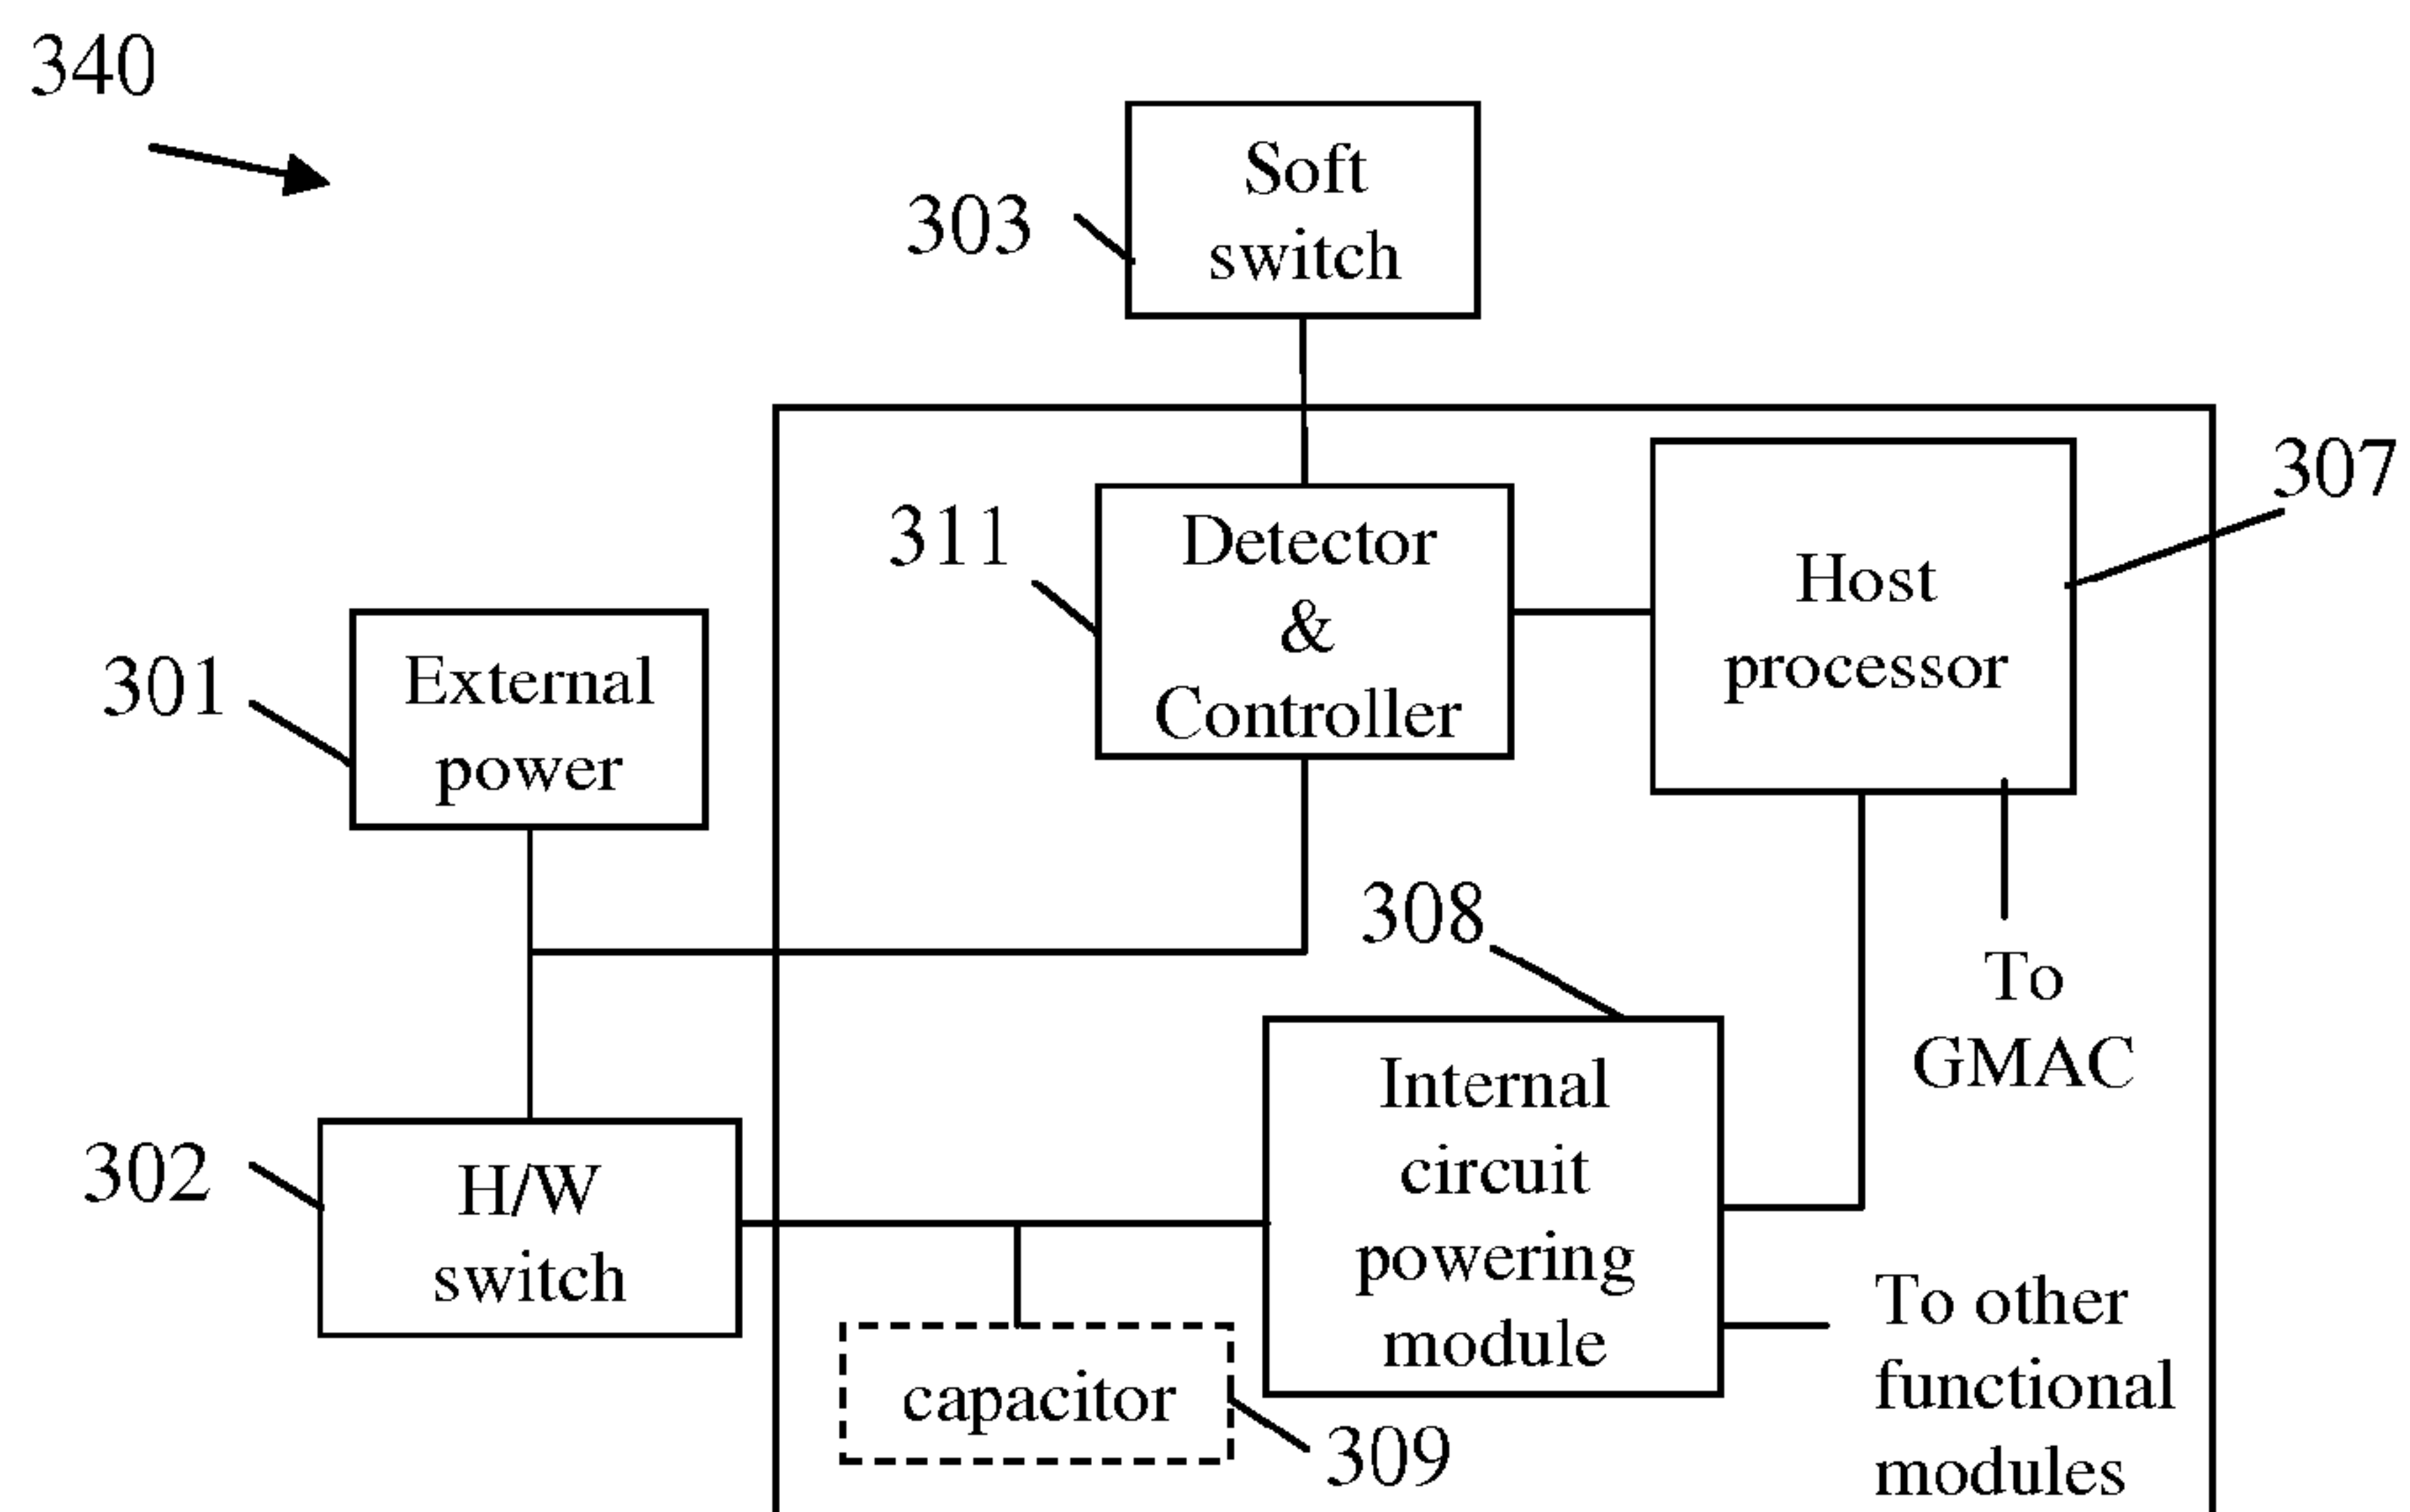 340
Soft
switch
303
307
311
Detector
&
Controller
Host
processor
301
External
power
308
To
GMAC
302
H/W
switch
Internal
circuit
powering
module
To other
functional
modules
capacitor
309